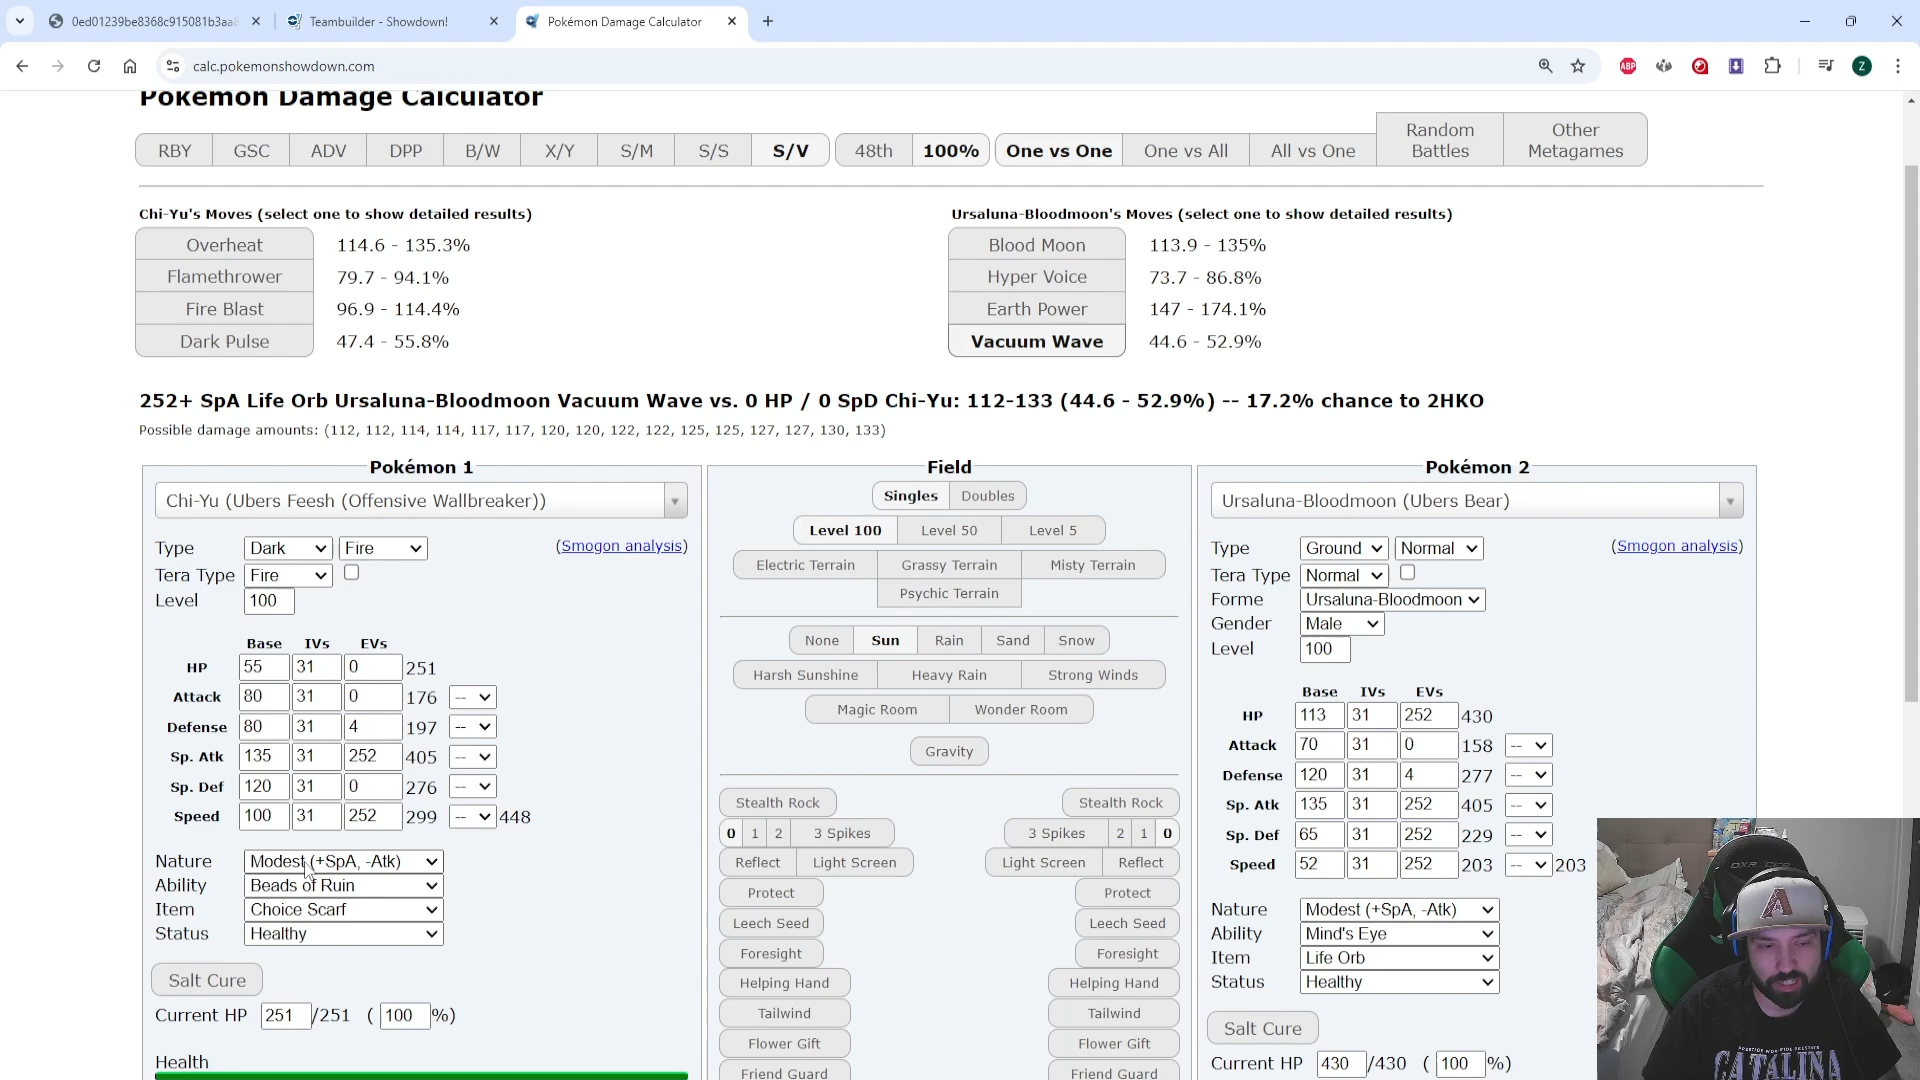 0ed01239be8368c915081b3aa8
Teambuilder - Showdown!
Pokémon Damage Calculator
calc.pokemonshowdown.com
ABP
Z
Pokémon Damage Calculator
RBY GSC ADV DPP B/W X/Y S/M S/S S/V 48th 100% One vs One One vs All All vs One Random Battles Other Metagames
Chi-Yu's Moves (select one to show detailed results)
Overheat 114.6 - 135.3%
Flamethrower 79.7 - 94.1%
Fire Blast 96.9 - 114.4%
Dark Pulse 47.4 - 55.8%
Ursaluna-Bloodmoon's Moves (select one to show detailed results)
Blood Moon 113.9 - 135%
Hyper Voice 73.7 - 86.8%
Earth Power 147 - 174.1%
Vacuum Wave 44.6 - 52.9%
252+ SpA Life Orb Ursaluna-Bloodmoon Vacuum Wave vs. 0 HP / 0 SpD Chi-Yu: 112-133 (44.6 - 52.9%) -- 17.2% chance to 2HKO
Possible damage amounts: (112, 112, 114, 114, 117, 117, 120, 120, 122, 122, 125, 125, 127, 127, 130, 133)
Pokémon 1
Chi-Yu (Ubers Feesh (Offensive Wallbreaker))
Type Dark Fire (Smogon analysis)
Tera Type Fire
Level 100
Base IVs EVs
HP 55 31 0 251
Attack 80 31 0 176 --
Defense 80 31 4 197 --
Sp. Atk 135 31 252 405 --
Sp. Def 120 31 0 276 --
Speed 100 31 252 299 -- 448
Nature Modest (+SpA, -Atk)
Ability Beads of Ruin
Item Choice Scarf
Status Healthy
Salt Cure
Current HP 251 /251 ( 100 %)
Health
Field
Singles Doubles
Level 100 Level 50 Level 5
Electric Terrain Grassy Terrain Misty Terrain
Psychic Terrain
None Sun Rain Sand Snow
Harsh Sunshine Heavy Rain Strong Winds
Magic Room Wonder Room
Gravity
Stealth Rock Stealth Rock
0 1 2 3 Spikes 3 Spikes 2 1 0
Reflect Light Screen Light Screen Reflect
Protect Protect
Leech Seed Leech Seed
Foresight Foresight
Helping Hand Helping Hand
Tailwind Tailwind
Flower Gift Flower Gift
Friend Guard Friend Guard
Pokémon 2
Ursaluna-Bloodmoon (Ubers Bear)
Type Ground Normal (Smogon analysis)
Tera Type Normal
Forme Ursaluna-Bloodmoon
Gender Male
Level 100
Base IVs EVs
HP 113 31 252 430
Attack 70 31 0 158 --
Defense 120 31 4 277 --
Sp. Atk 135 31 252 405 --
Sp. Def 65 31 252 229 --
Speed 52 31 252 203 -- 203
Nature Modest (+SpA, -Atk)
Ability Mind's Eye
Item Life Orb
Status Healthy
Salt Cure
Current HP 430 /430 ( 100 %)
A
CATALINA